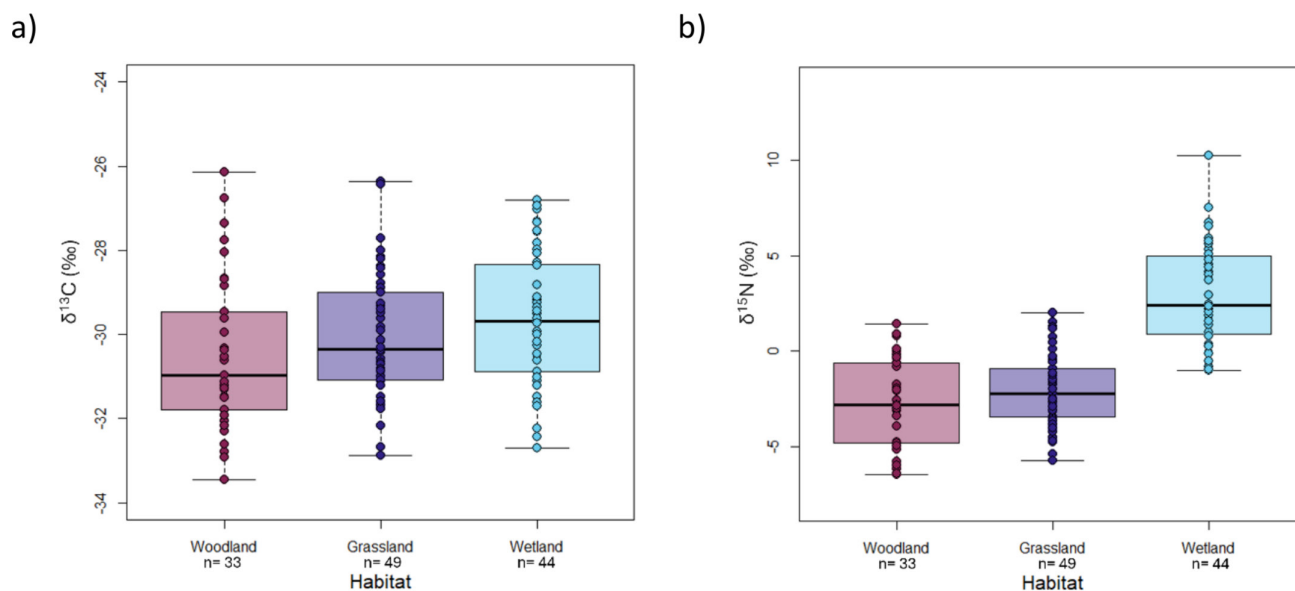 a)
δ¹³C (‰)
-24
-26
-28
-30
-32
-34
Woodland
n= 33
Grassland
n= 49
Wetland
n= 44
Habitat
b)
δ¹⁵N (‰)
10
5
0
-5
Woodland
n= 33
Grassland
n= 49
Wetland
n= 44
Habitat